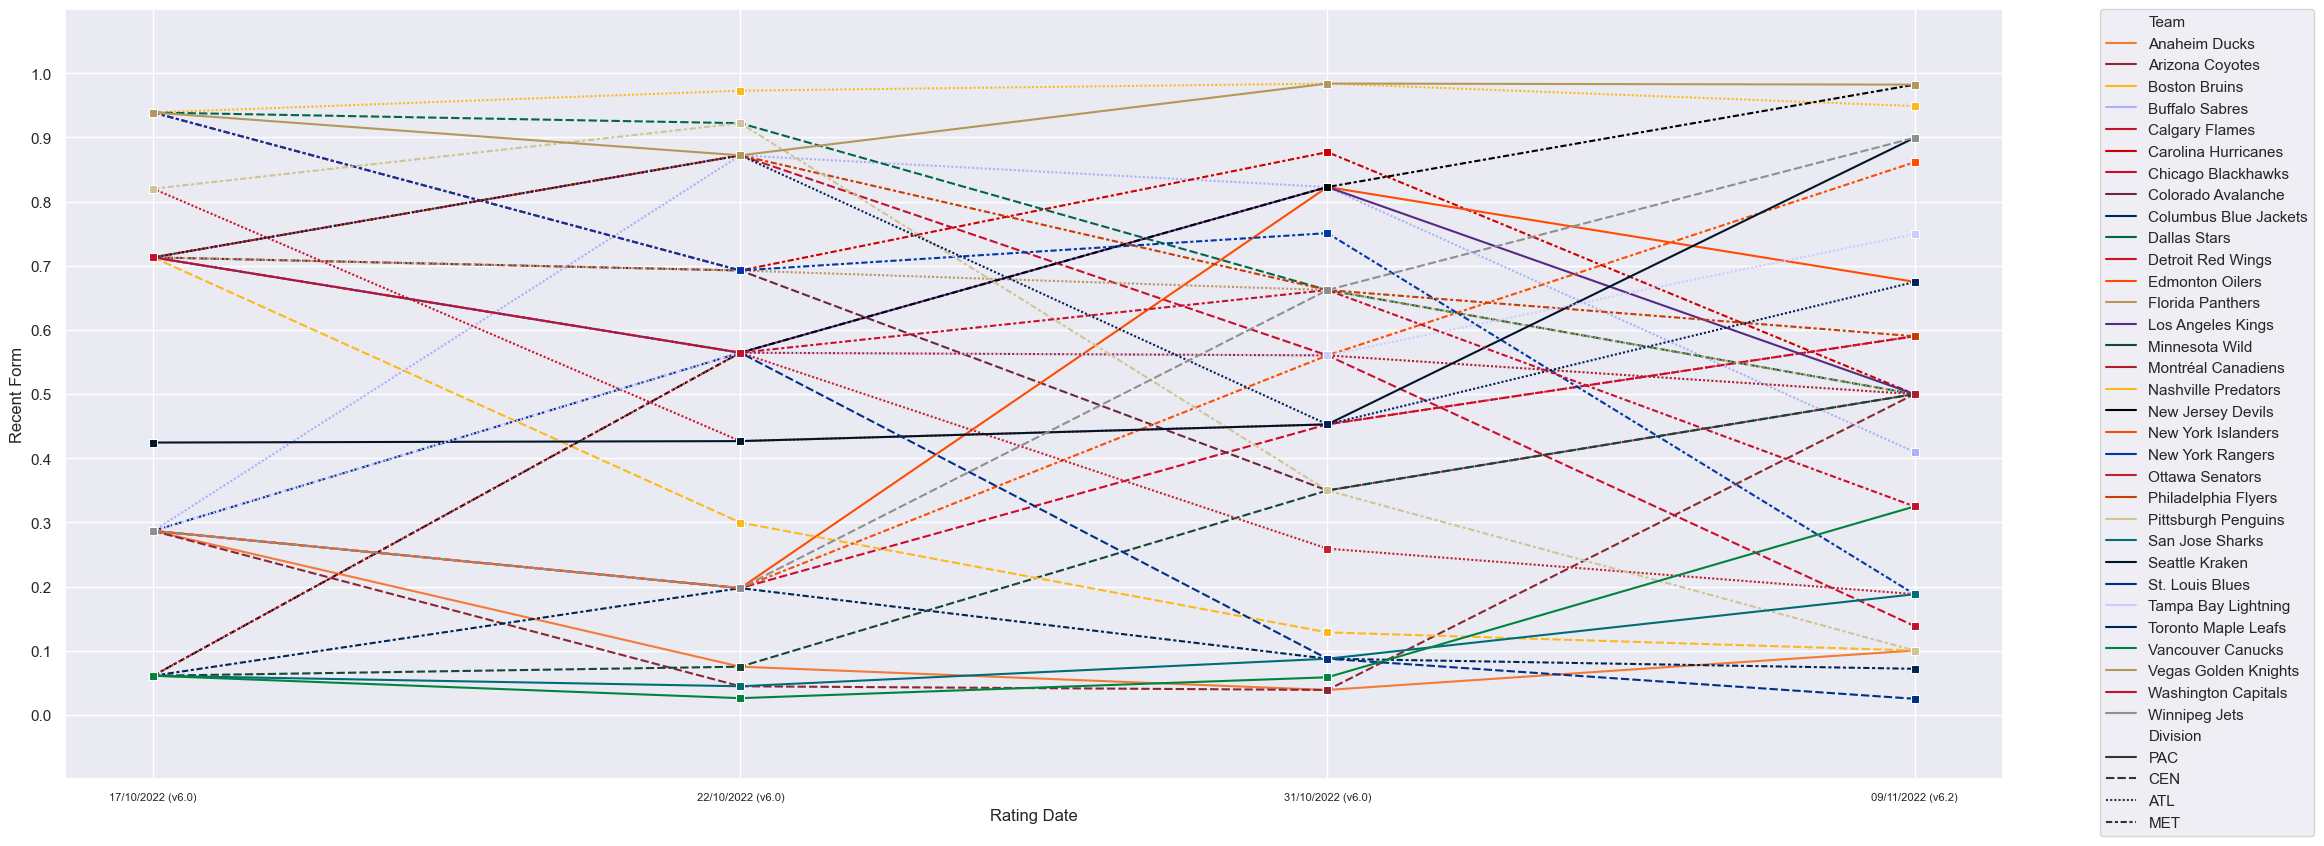 1.0
0.9
0.8
0.7
0.6
0.5
0.4
0.3
0.2
0.1
0.0
Recent Form
17/10/2022 (v6.0)
22/10/2022 (v6.0)
31/10/2022 (v6.0)
09/11/2022 (v6.2)
Rating Date
Team
Anaheim Ducks
Arizona Coyotes
Boston Bruins
Buffalo Sabres
Calgary Flames
Carolina Hurricanes
Chicago Blackhawks
Colorado Avalanche
Columbus Blue Jackets
Dallas Stars
Detroit Red Wings
Edmonton Oilers
Florida Panthers
Los Angeles Kings
Minnesota Wild
Montréal Canadiens
Nashville Predators
New Jersey Devils
New York Islanders
New York Rangers
Ottawa Senators
Philadelphia Flyers
Pittsburgh Penguins
San Jose Sharks
Seattle Kraken
St. Louis Blues
Tampa Bay Lightning
Toronto Maple Leafs
Vancouver Canucks
Vegas Golden Knights
Washington Capitals
Winnipeg Jets
Division
PAC
CEN
ATL
MET